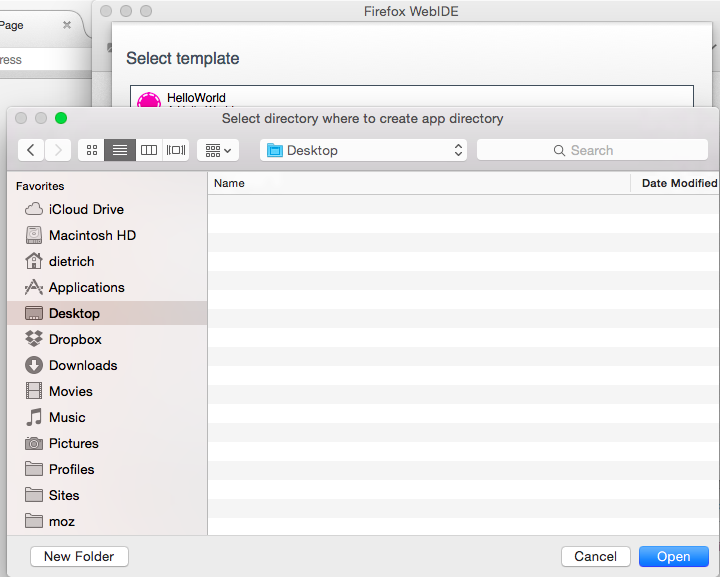 Page
Firefox WebIDE
ress
Select template
HelloWorld
Select directory where to create app directory
Desktop
Search
Favorites
Name
Date Modified
iCloud Drive
Macintosh HD
dietrich
Applications
Desktop
Dropbox
Downloads
Movies
Music
Pictures
Profiles
Sites
moz
New Folder
Cancel
Open